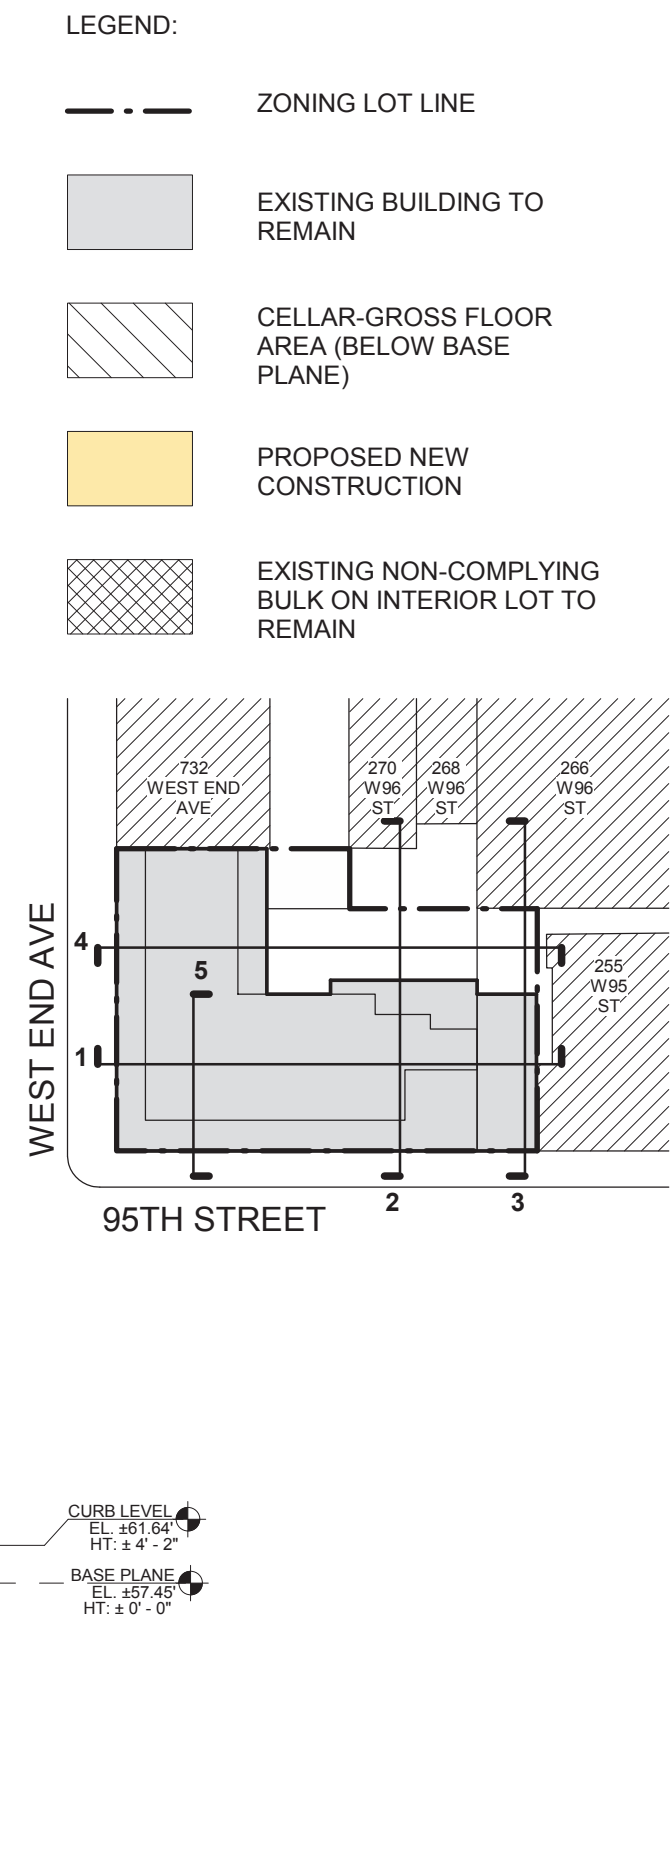 LEGEND:
ZONING LOT LINE
EXISTING BUILDING TO
REMAIN
CELLAR-GROSS FLOOR
AREA (BELOW BASE
PLANE)
PROPOSED NEW
CONSTRUCTION
EXISTING NON-COMPLYING
BULK ON INTERIOR LOT TO
REMAIN
732
WEST END
AVE
270
W96
ST
268
W96
ST
266
W96
ST
WEST END AVE
4
5
255
W95
ST
1
2
3
95TH STREET
CURB LEVEL
EL. ±61.64'
HT: ± 4' - 2"
BASE PLANE
EL. ±57.45'
HT: ± 0' - 0"